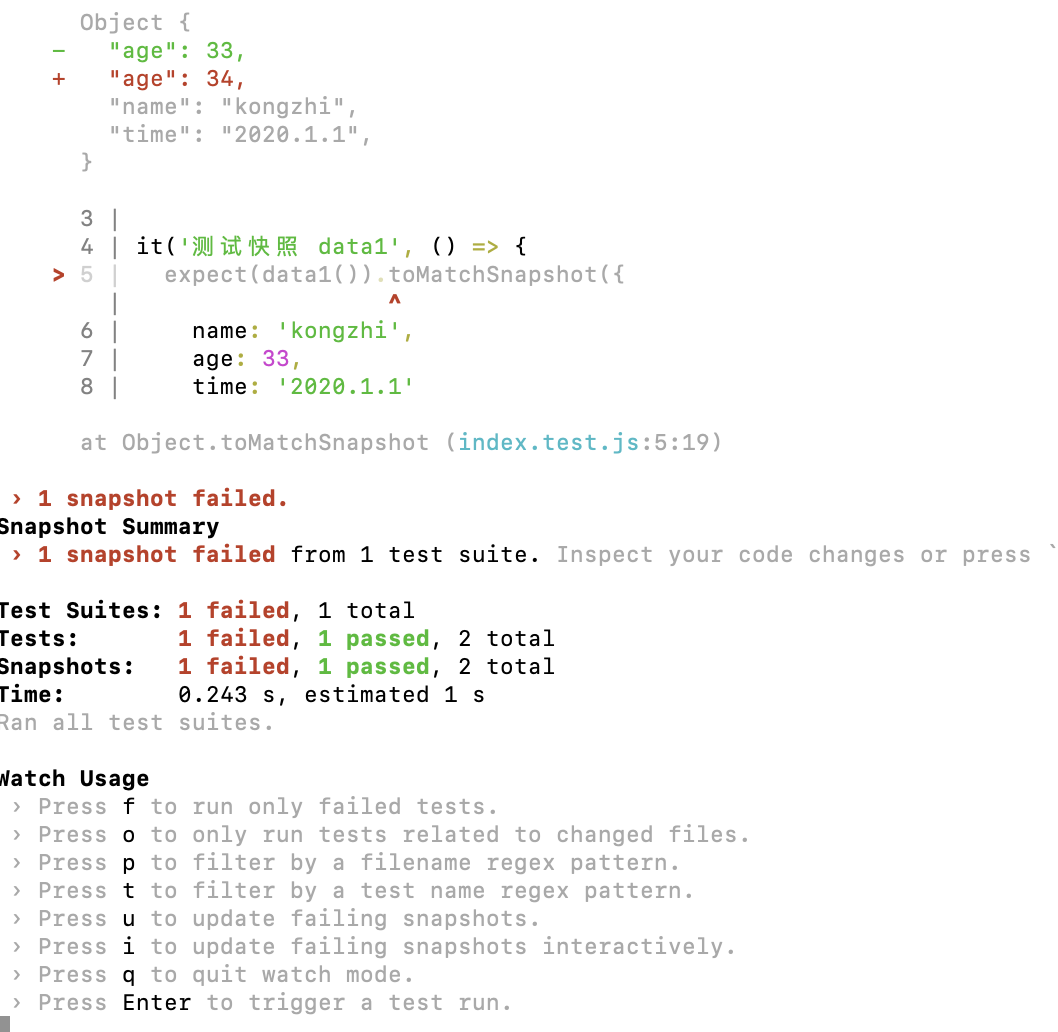 Object {
-   "age": 33,
+   "age": 34,
"name": "kongzhi",
"time": "2020.1.1",
}
3 |
4 | it('测试快照 data1', () => {
> 5 |   expect(data1()).toMatchSnapshot({
|                   ^
6 |     name: 'kongzhi',
7 |     age: 33,
8 |     time: '2020.1.1'
at Object.toMatchSnapshot (index.test.js:5:19)
› 1 snapshot failed.
Snapshot Summary
› 1 snapshot failed from 1 test suite. Inspect your code changes or press `
Test Suites: 1 failed, 1 total
Tests:       1 failed, 1 passed, 2 total
Snapshots:   1 failed, 1 passed, 2 total
Time:        0.243 s, estimated 1 s
Ran all test suites.
Watch Usage
› Press f to run only failed tests.
› Press o to only run tests related to changed files.
› Press p to filter by a filename regex pattern.
› Press t to filter by a test name regex pattern.
› Press u to update failing snapshots.
› Press i to update failing snapshots interactively.
› Press q to quit watch mode.
› Press Enter to trigger a test run.